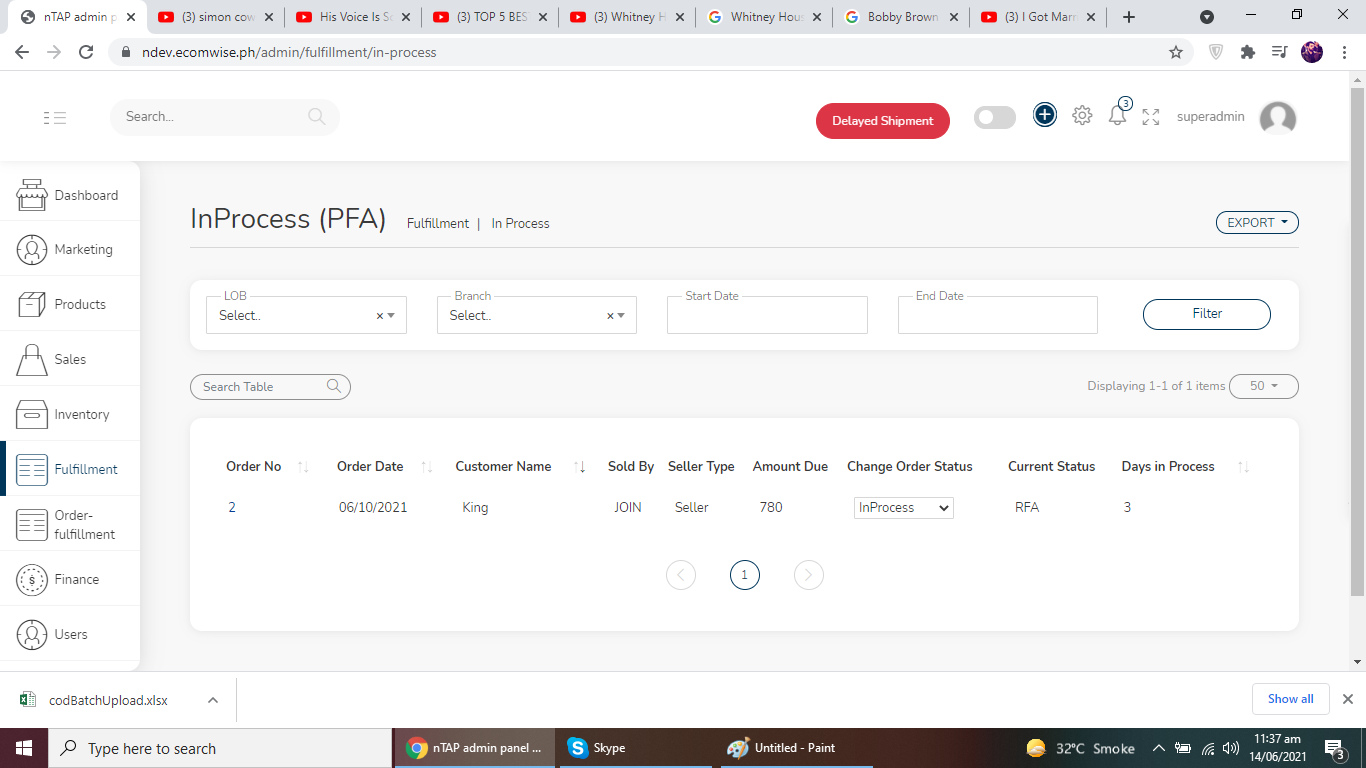 nTAP admin p
(3) simon cow
His Voice Is S
(3) TOP 5 BES
(3) Whitney H
Whitney Hous
Bobby Brown
(3) I Got Marr
ndev.ecomwise.ph/admin/fulfillment/in-process
Search...
Delayed Shipment
3
superadmin
Dashboard
Marketing
Products
Sales
Inventory
Fulfillment
Order-
fulfillment
Finance
Users
InProcess (PFA)
Fulfillment | In Process
EXPORT
LOB
Select..
×
Branch
Select..
×
Start Date
End Date
Filter
Search Table
Displaying 1-1 of 1 items
50
Order No Order Date Customer Name Sold By Seller Type Amount Due Change Order Status Current Status Days in Process
2 06/10/2021 King JOIN Seller 780 InProcess RFA 3
1
codBatchUpload.xlsx
Show all
Type here to search
nTAP admin panel ...
Skype
Untitled - Paint
32°C Smoke
11:37 am
14/06/2021
3